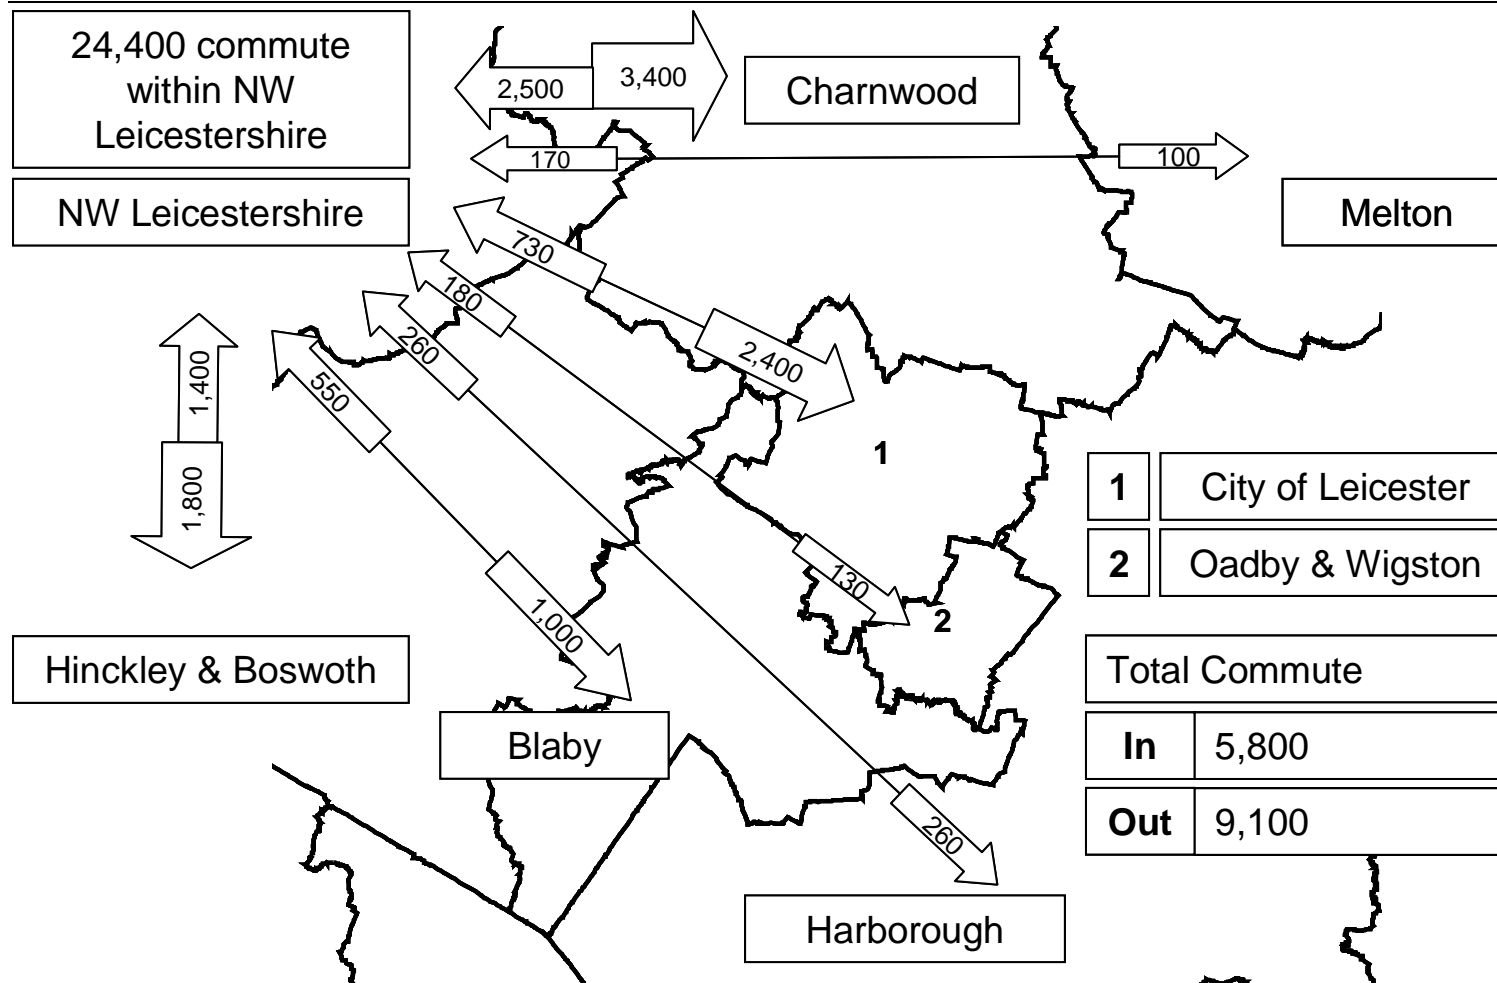 24,400 commute
within NW
Leicestershire
2,500
3,400
Charnwood
170
100
NW Leicestershire
Melton
730
180
260
550
2,400
1,400
1,800
1
1
City of Leicester
2
Oadby & Wigston
130
2
1,000
Hinckley & Boswoth
Total Commute
Blaby
In
5,800
Out
9,100
260
Harborough